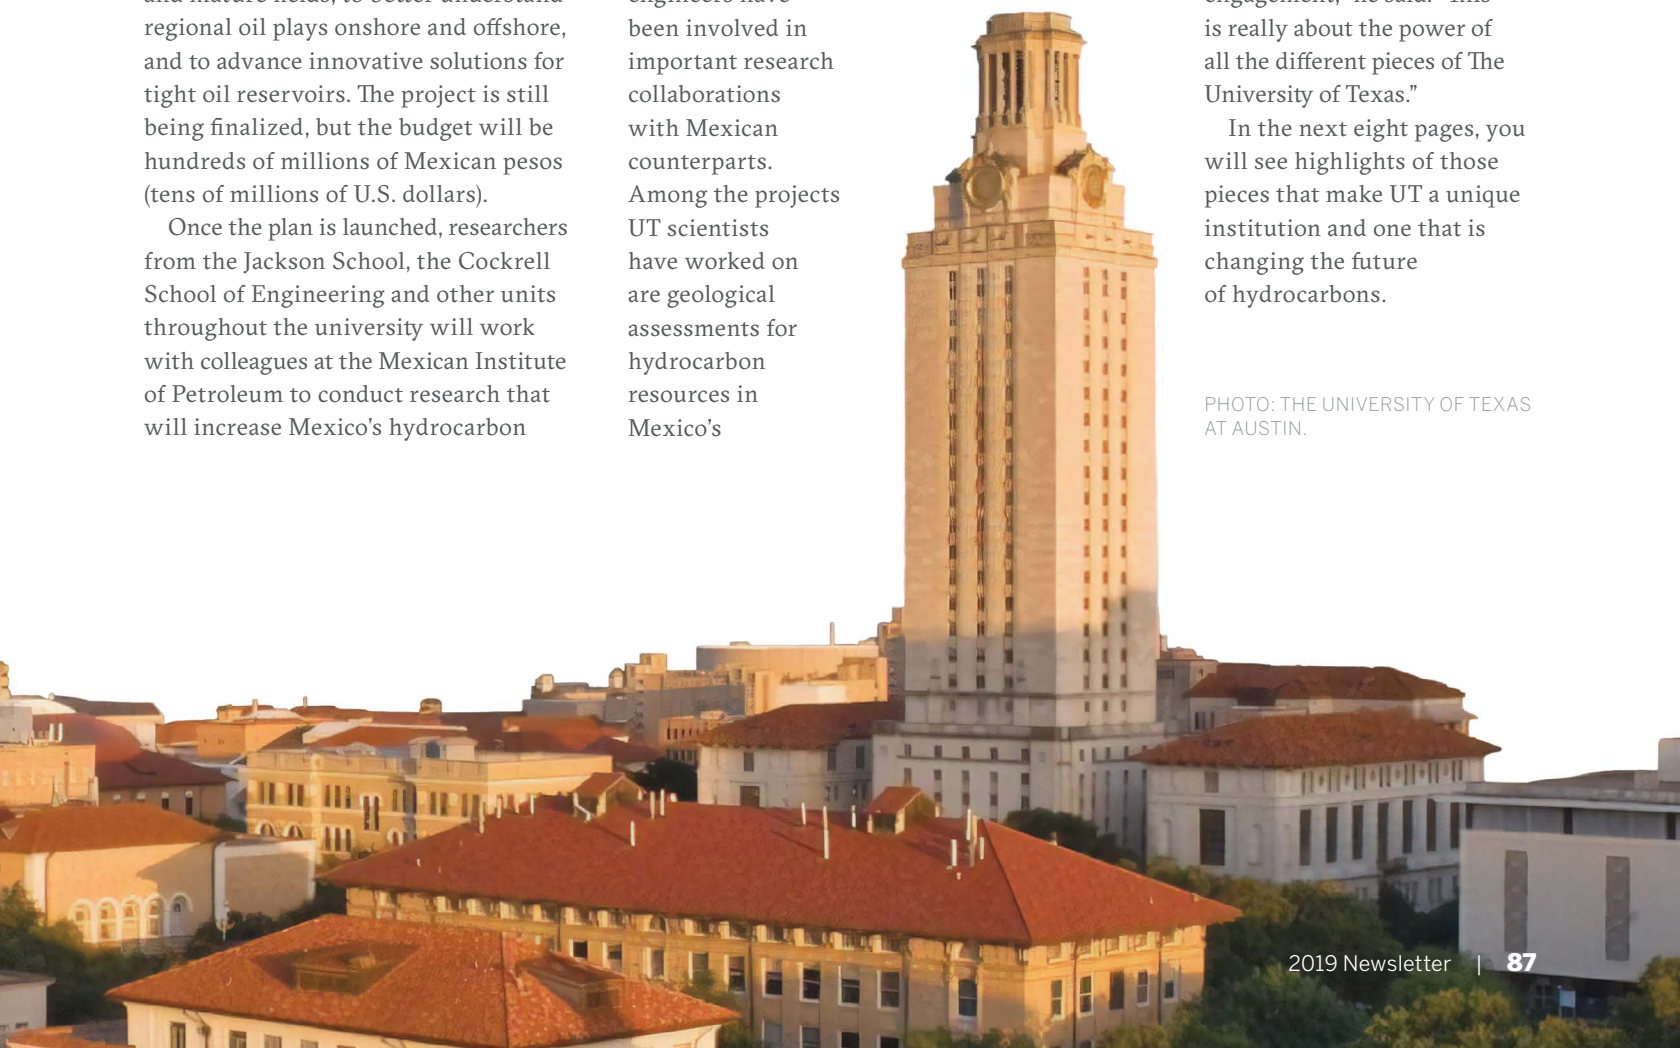 regional oil plays onshore and offshore,
and to advance innovative solutions for
tight oil reservoirs. The project is still
being finalized, but the budget will be
hundreds of millions of Mexican pesos
(tens of millions of U.S. dollars).
Once the plan is launched, researchers
from the Jackson School, the Cockrell
School of Engineering and other units
throughout the university will work
with colleagues at the Mexican Institute
of Petroleum to conduct research that
will increase Mexico’s hydrocarbon
been involved in
important research
collaborations
with Mexican
counterparts.
Among the projects
UT scientists
have worked on
are geological
assessments for
hydrocarbon
resources in
Mexico’s
is really about the power of
all the different pieces of The
University of Texas.”
In the next eight pages, you
will see highlights of those
pieces that make UT a unique
institution and one that is
changing the future
of hydrocarbons.
PHOTO: THE UNIVERSITY OF TEXAS
AT AUSTIN.
2019 Newsletter | 87